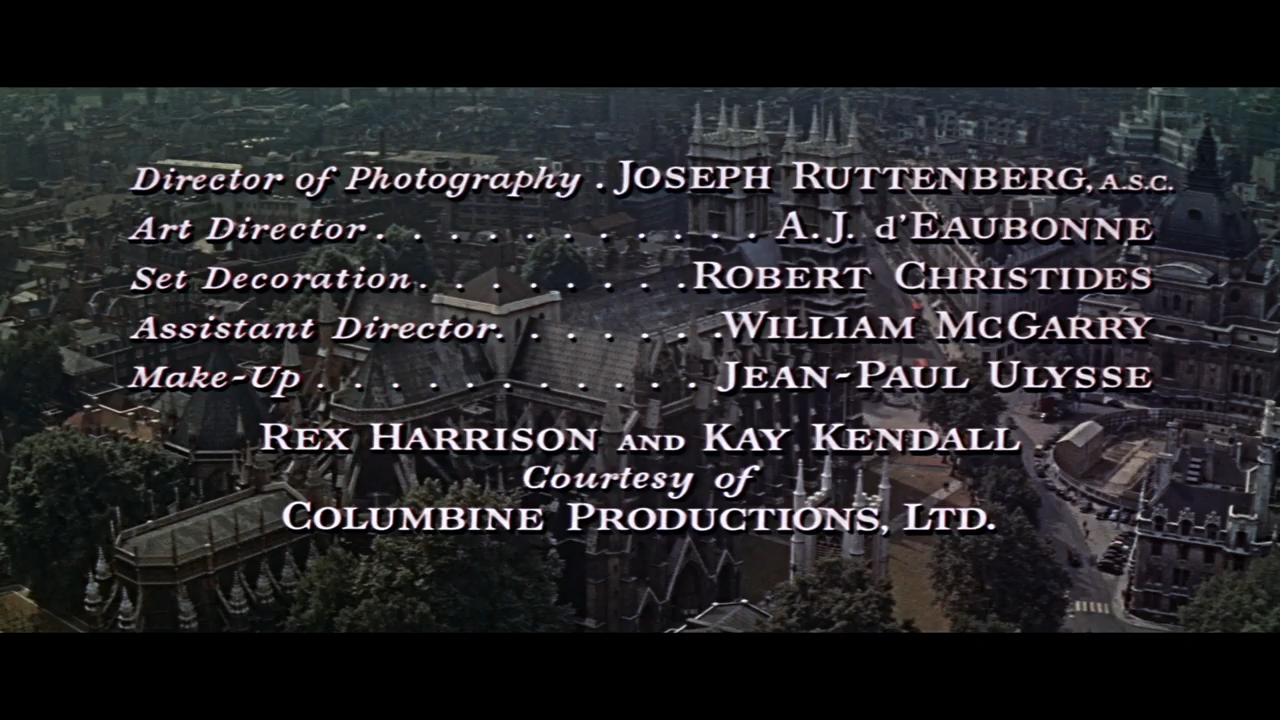 Director of Photography . JOSEPH RUTTENBERG, A.S.C.
Art Director . . . . . . . . . . . A. J. d'EAUBONNE
Set Decoration . . . . . . . . ROBERT CHRISTIDES
Assistant Director . . . . . . . WILLIAM McGARRY
Make-Up . . . . . . . . . . . JEAN-PAUL ULYSSE
REX HARRISON AND KAY KENDALL
Courtesy of
COLUMBINE PRODUCTIONS, LTD.